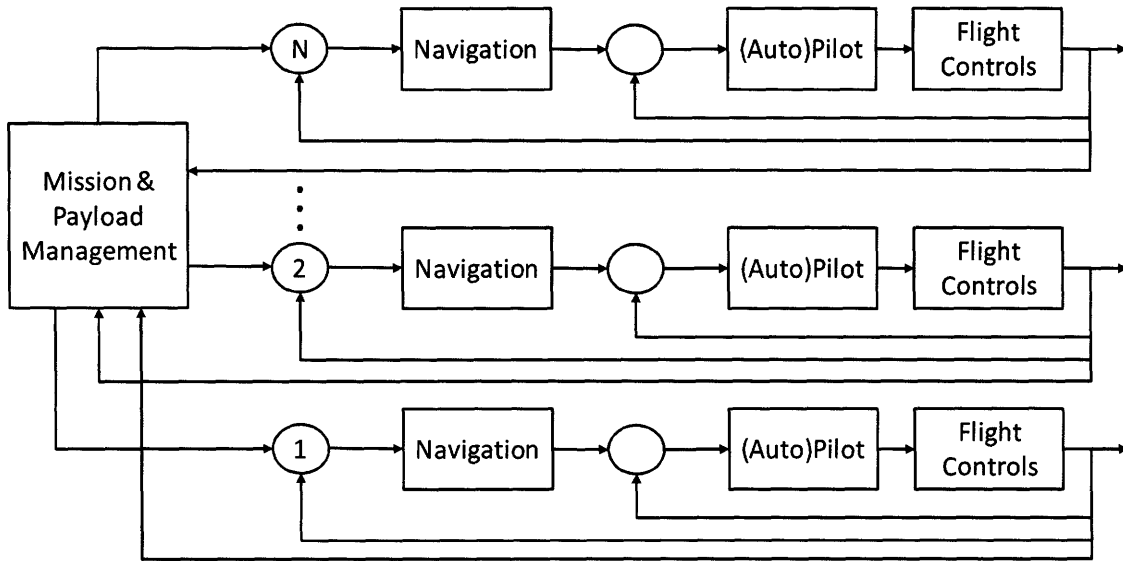 N
Navigation
(Auto)Pilot
Flight
Controls
Mission &
Payload
Management
2
Navigation
(Auto)Pilot
Flight
Controls
1
Navigation
(Auto)Pilot
Flight
Controls